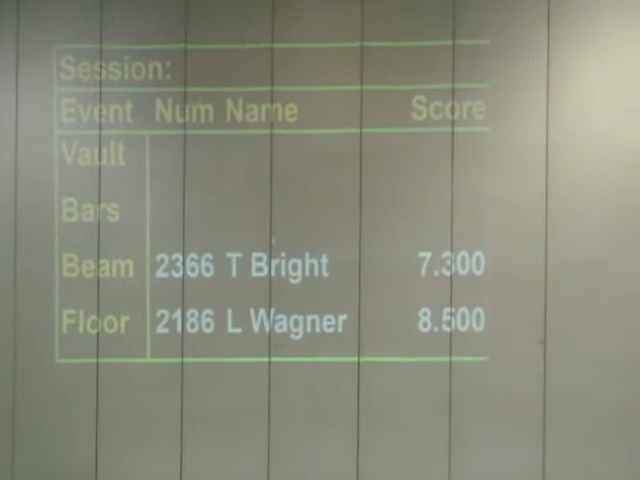 Session:
Event Num Name Score
Vault
Bars
Beam 2366 T Bright 7.300
Floor 2186 L Wagner 8.500